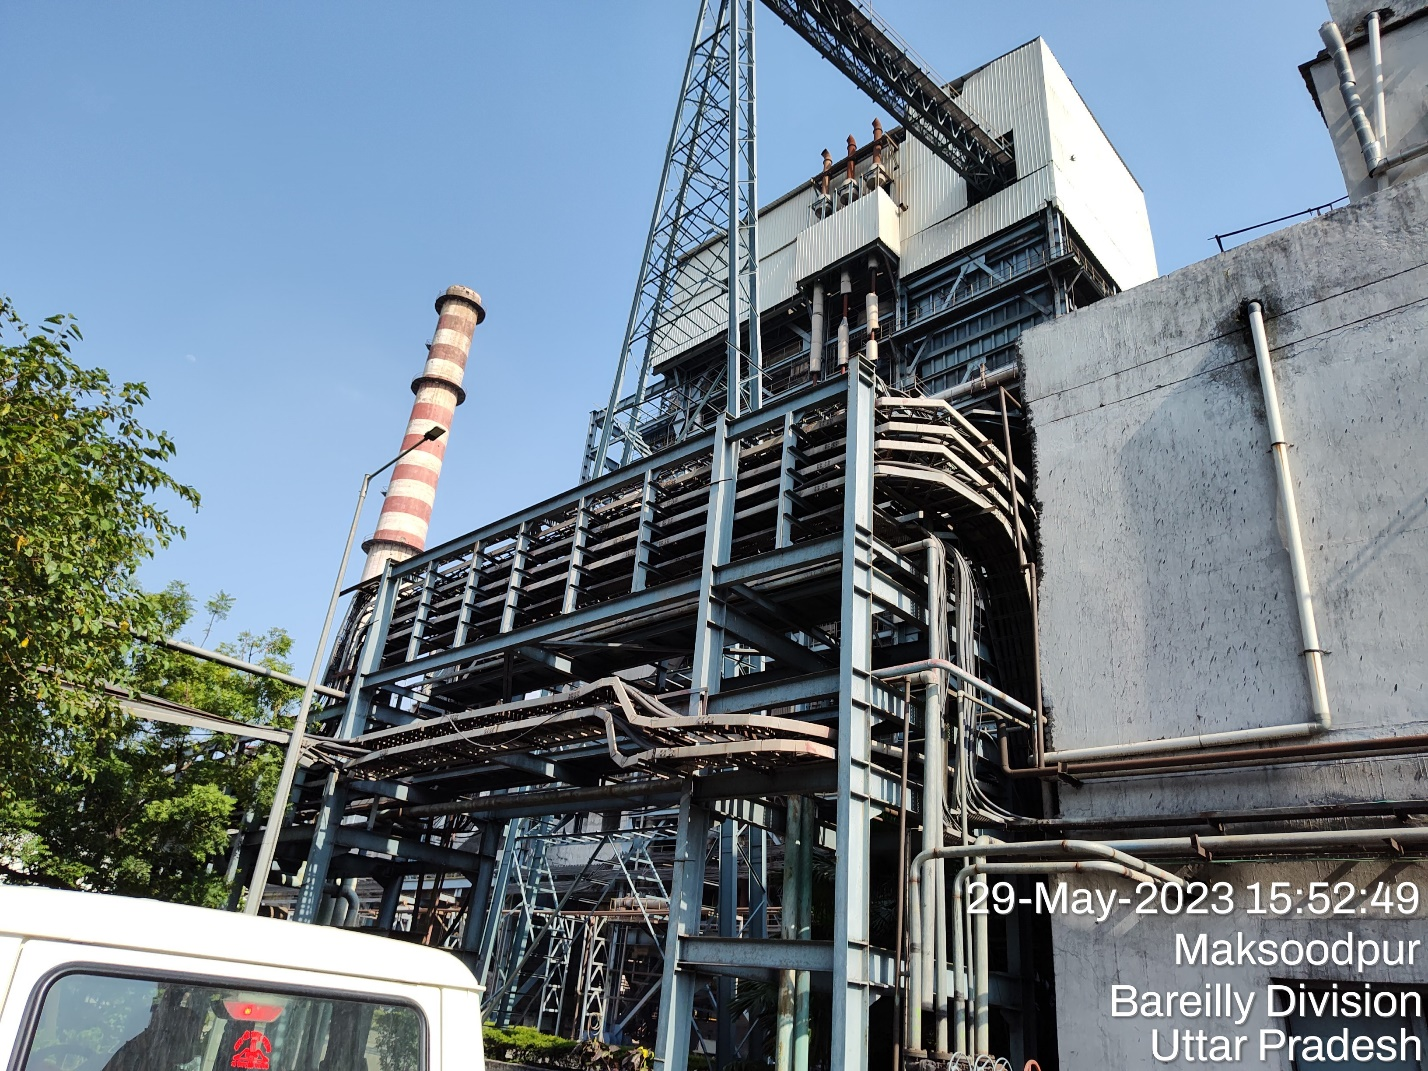 29-May-2023 15:52:49
Maksoodpur
Bareilly Division
Uttar Pradesh